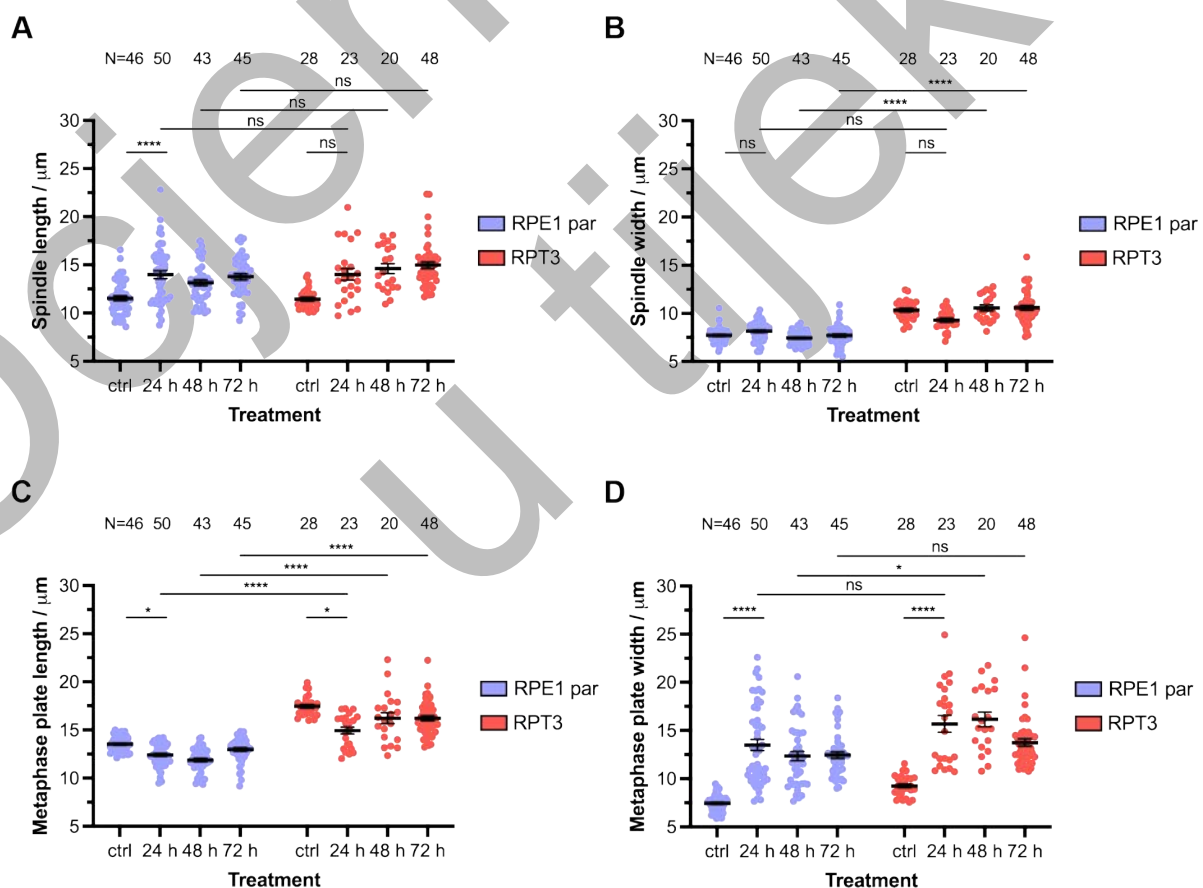 A
N=46 50 43 45 28 23 20 48
ns
ns
ns
**** ns
30
25
20
15
10
5
Spindle length / μm
ctrl 24 h 48 h 72 h ctrl 24 h 48 h 72 h
Treatment
RPE1 par
RPT3
B
N=46 50 43 45 28 23 20 48
****
****
ns
ns ns
30
25
20
15
10
5
Spindle width / μm
ctrl 24 h 48 h 72 h ctrl 24 h 48 h 72 h
Treatment
RPE1 par
RPT3
C
N=46 50 43 45 28 23 20 48
****
****
****
* *
30
25
20
15
10
5
Metaphase plate length / μm
ctrl 24 h 48 h 72 h ctrl 24 h 48 h 72 h
Treatment
RPE1 par
RPT3
D
N=46 50 43 45 28 23 20 48
ns
*
ns
**** ****
30
25
20
15
10
5
Metaphase plate width / μm
ctrl 24 h 48 h 72 h ctrl 24 h 48 h 72 h
Treatment
RPE1 par
RPT3
u tijek